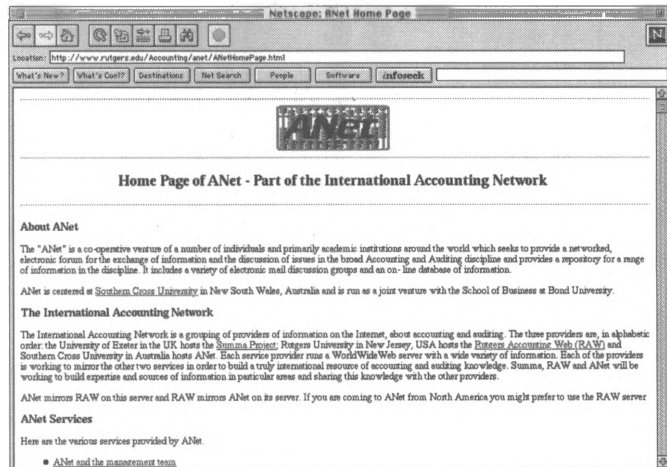 Netscape: ANet Home Page
Location: http://www.rutgers.edu/Accounting/anet/ANetHomePage.html
What's New? What's Cool? Destinations Net Search People Software infoseek
N
ANet
Home Page of ANet - Part of the International Accounting Network
About ANet
The "ANet" is a co-operative venture of a number of individuals and primarily academic institutions around the world which seeks to provide a networked,
electronic forum for the exchange of information and the discussion of issues in the broad Accounting and Auditing discipline and provides a repository for a range
of information in the discipline. It includes a variety of electronic mail discussion groups and an on- line database of information.
ANet is centered at Southern Cross University in New South Wales, Australia and is run as a joint venture with the School of Business at Bond University.
The International Accounting Network
The International Accounting Network is a grouping of providers of information on the Internet, about accounting and auditing. The three providers are, in alphabetic
order: the University of Exeter in the UK hosts the Summa Project; Rutgers University in New Jersey, USA hosts the Rutgers Accounting Web (RAW) and
Southern Cross University in Australia hosts ANet. Each service provider runs a WorldWideWeb server with a wide variety of information. Each of the providers
is working to mirror the other two services in order to build a truly international resource of accounting and auditing knowledge. Summa, RAW and ANet will be
working to build expertise and sources of information in particular areas and sharing this knowledge with the other providers.
ANet mirrors RAW on this server and RAW mirrors ANet on its server. If you are coming to ANet from North America you might prefer to use the RAW server
ANet Services
Here are the various services provided by ANet.
ANet and the management team